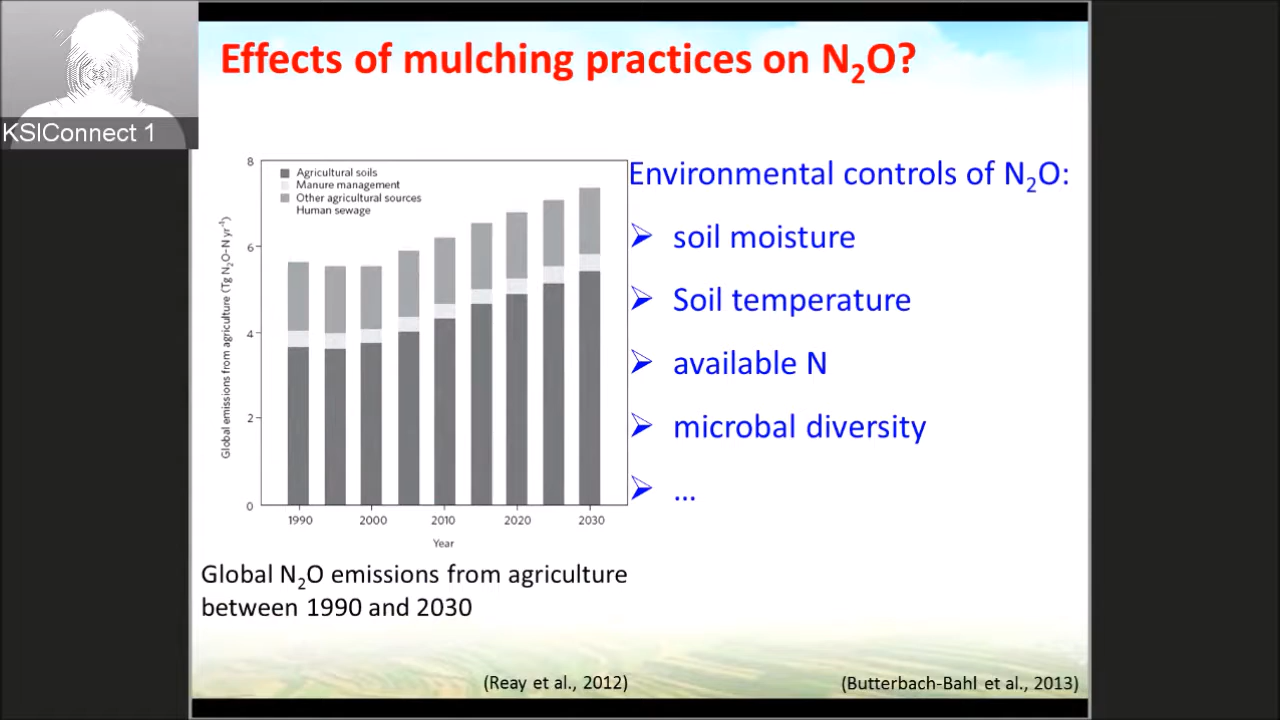 KSIConnect 1
Effects of mulching practices on N₂O?
8
6
4
2
0
Global emissions from agriculture (Tg N₂O-N yr⁻¹)
Agricultural soils
Manure management
Other agricultural sources
Human sewage
1990 2000 2010 2020 2030
Year
Global N₂O emissions from agriculture
between 1990 and 2030
(Reay et al., 2012)
Environmental controls of N₂O:
➢ soil moisture
➢ Soil temperature
➢ available N
➢ microbal diversity
➢ ...
(Butterbach-Bahl et al., 2013)